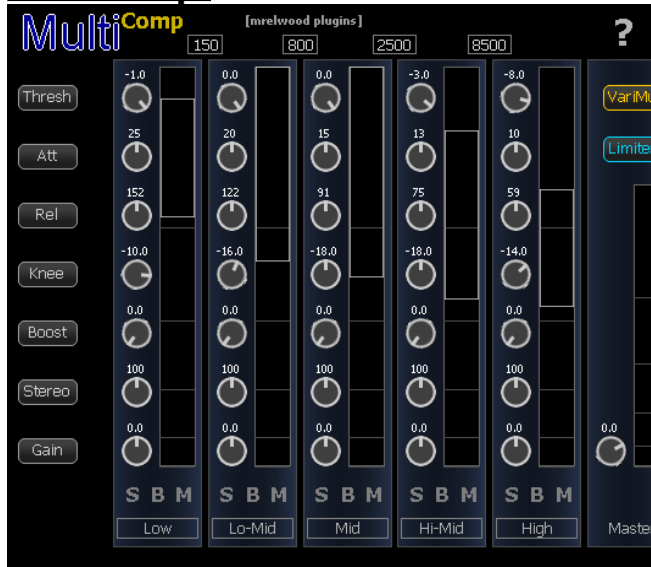 MultiComp [mrelwood plugins] ?
150 800 2500 8500
-1.0 0.0 0.0 -3.0 -8.0
Thresh VariMu
25 20 15 13 10
Att Limite
152 122 91 75 59
Rel
-10.0 -16.0 -18.0 -18.0 -14.0
Knee
0.0 0.0 0.0 0.0 0.0
Boost
100 100 100 100 100
Stereo
0.0 0.0 0.0 0.0 0.0 0.0
Gain
S B M S B M S B M S B M S B M
Low Lo-Mid Mid Hi-Mid High Maste